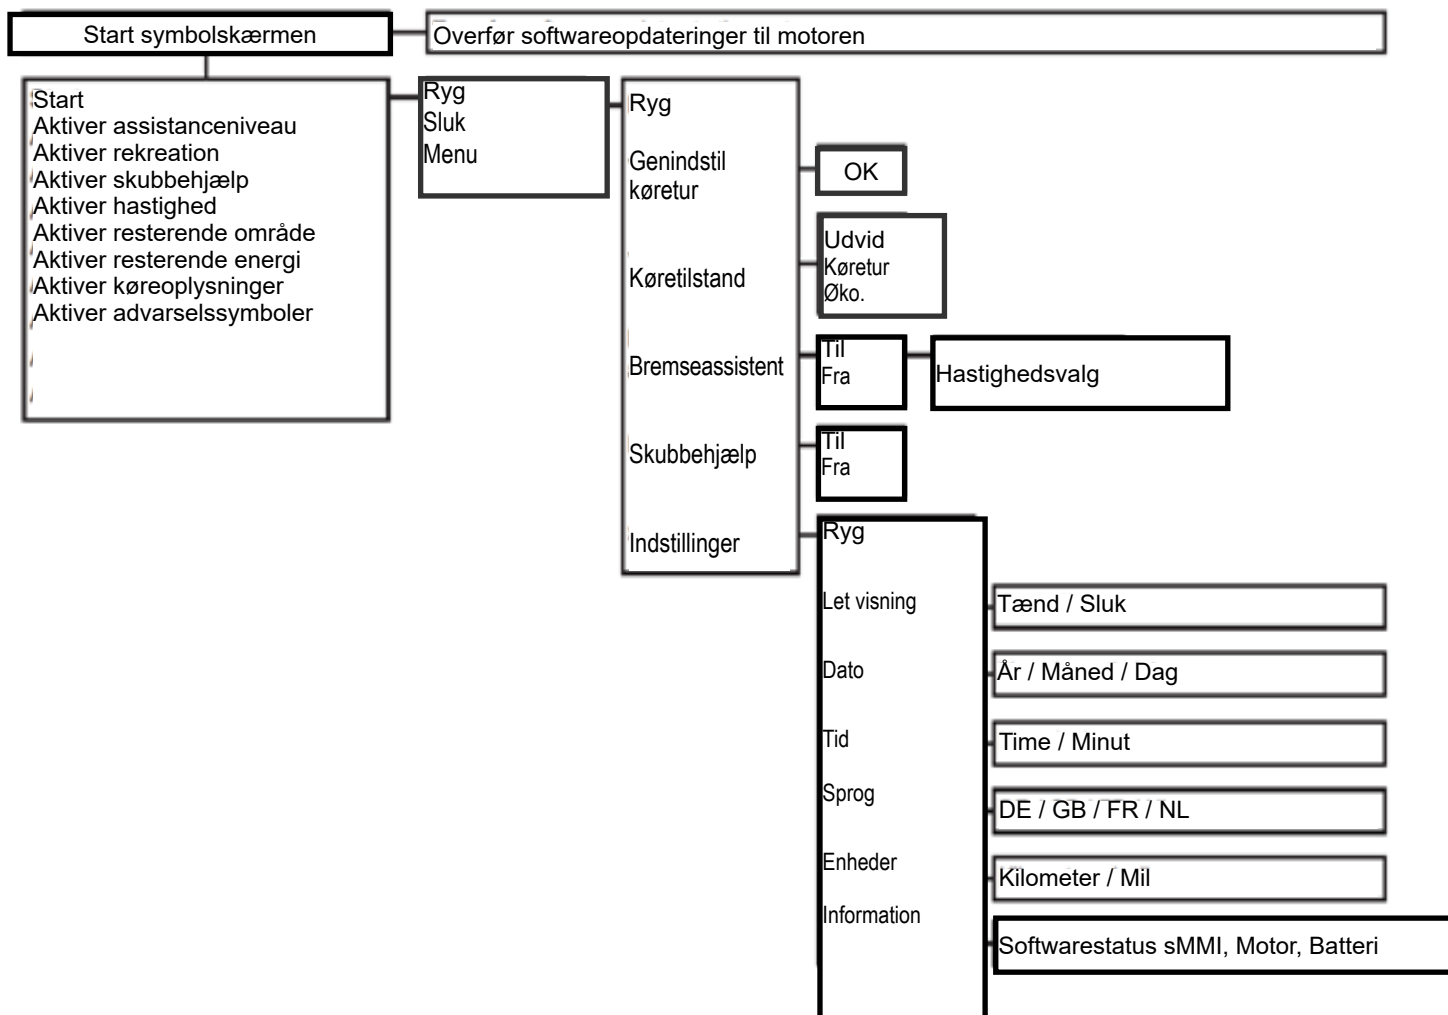 Start symbolskærmen
Overfør softwareopdateringer til motoren
Start
Aktiver assistanceniveau
Aktiver rekreation
Aktiver skubbehjælp
Aktiver hastighed
Aktiver resterende område
Aktiver resterende energi
Aktiver køreoplysninger
Aktiver advarselssymboler
Ryg
Sluk
Menu
Ryg
Genindstil
køretur
OK
Køretilstand
Udvid
Køretur
Øko.
Bremseassistent
Til
Fra
Hastighedsvalg
Skubbehjælp
Til
Fra
Indstillinger
Ryg
Let visning
Tænd / Sluk
Dato
År / Måned / Dag
Tid
Time / Minut
Sprog
DE / GB / FR / NL
Enheder
Kilometer / Mil
Information
Softwarestatus sMMI, Motor, Batteri